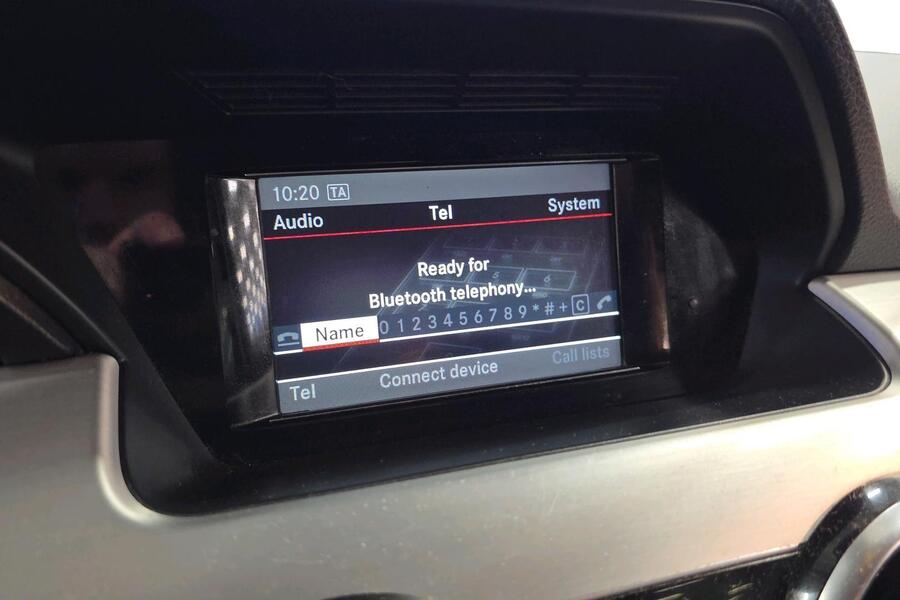 10:20 TA
Audio Tel System
Ready for
Bluetooth telephony...
Name 0 1 2 3 4 5 6 7 8 9 * # + C
Tel Connect device Call lists